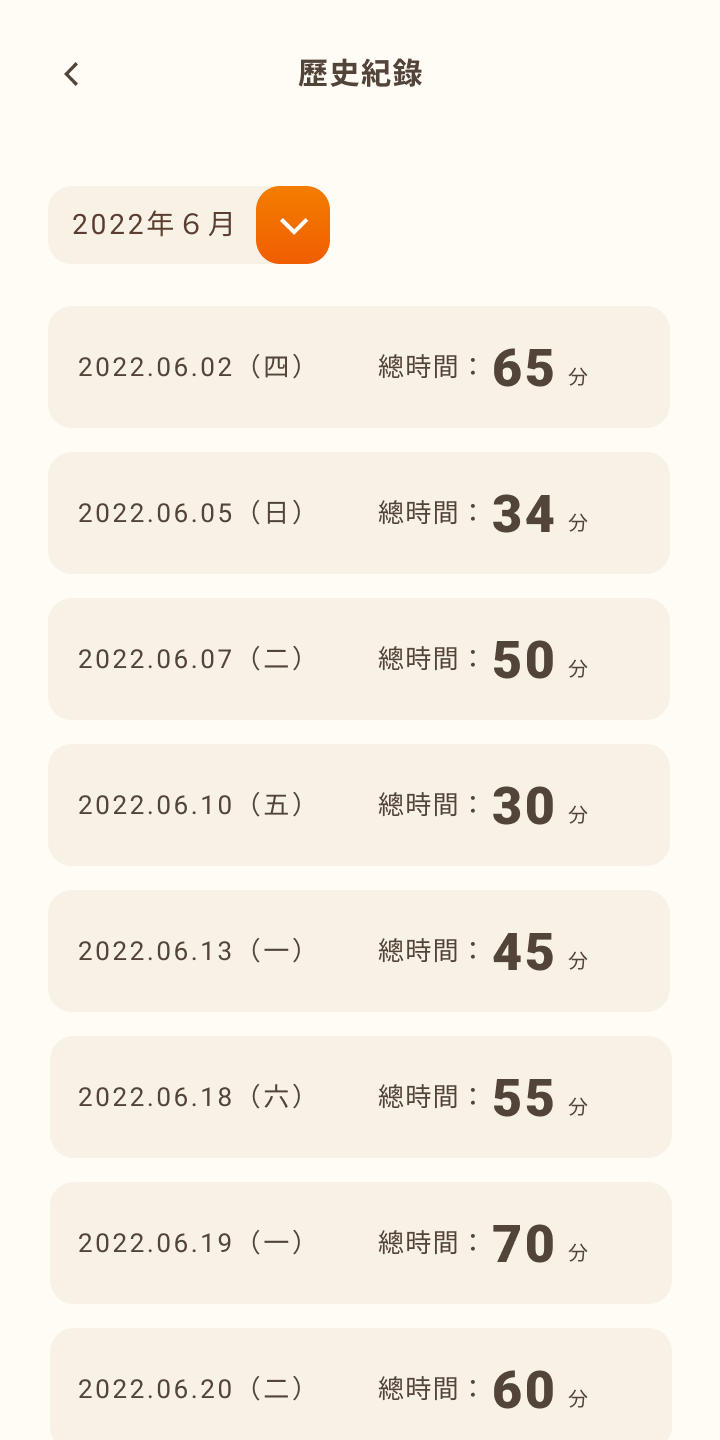 歷史紀錄
2022年６月
2022.06.02（四） 總時間：65 分
2022.06.05（日） 總時間：34 分
2022.06.07（二） 總時間：50 分
2022.06.10（五） 總時間：30 分
2022.06.13（一） 總時間：45 分
2022.06.18（六） 總時間：55 分
2022.06.19（一） 總時間：70 分
2022.06.20（二） 總時間：60 分